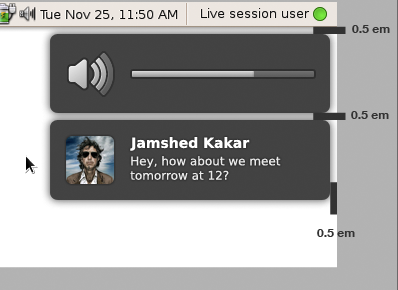 Tue Nov 25, 11:50 AM Live session user
0.5 em
0.5 em
Jamshed Kakar
Hey, how about we meet
tomorrow at 12?
0.5 em